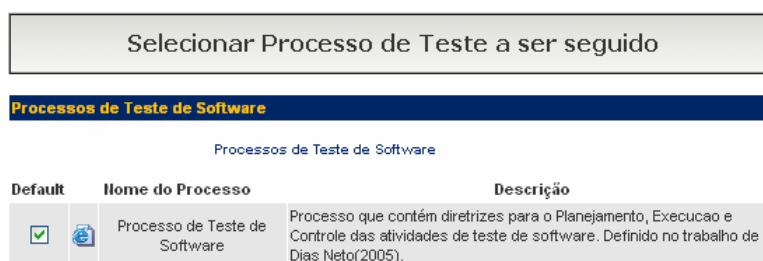 Selecionar Processo de Teste a ser seguido
Processos de Teste de Software
Processos de Teste de Software
Default Nome do Processo Descrição
Processo de Teste de
Software
Processo que contém diretrizes para o Planejamento, Execucao e
Controle das atividades de teste de software. Definido no trabalho de
Dias Neto(2005).